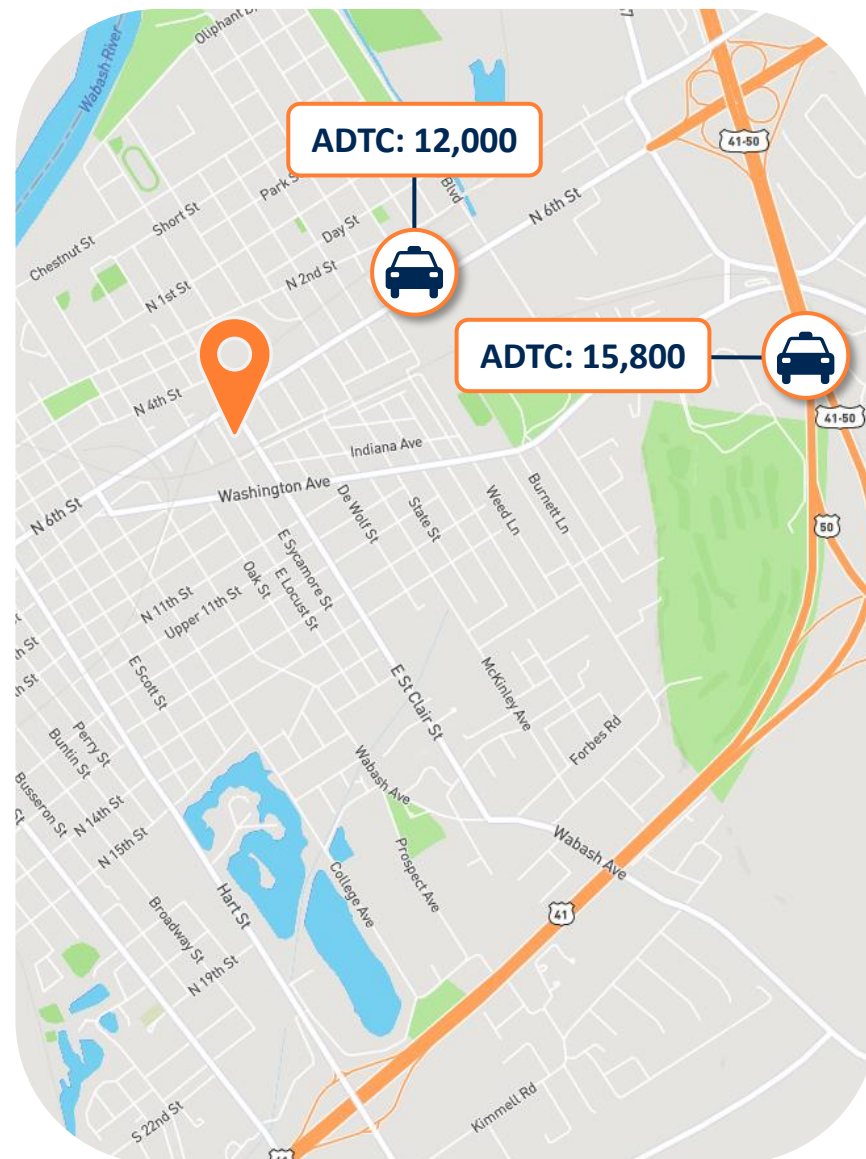 Oliphant
Wabash River
41-50
ADTC: 12,000
Park S
Blvd
N 6th St
Short St
Day St
Chestnut St
N 2nd St
N 1st St
ADTC: 15,800
N 4th St
41-50
Indiana Ave
Washington Ave
N 6th St
De Wolf St
State St
Weed Ln
Burnett Ln
50
E Sycamore St
Oak St
E Locust St
N 11th St
Upper 11th St
E Scott St
E St Clair St
McKinley Ave
Forbes Rd
Perry St
Buntin St
Busseron St
N 14th St
N 15th St
Wabash Ave
Prospect Ave
Wabash Ave
College Ave
Hart St
41
Broadway St
N 19th St
S 22nd St
Kimmell Rd